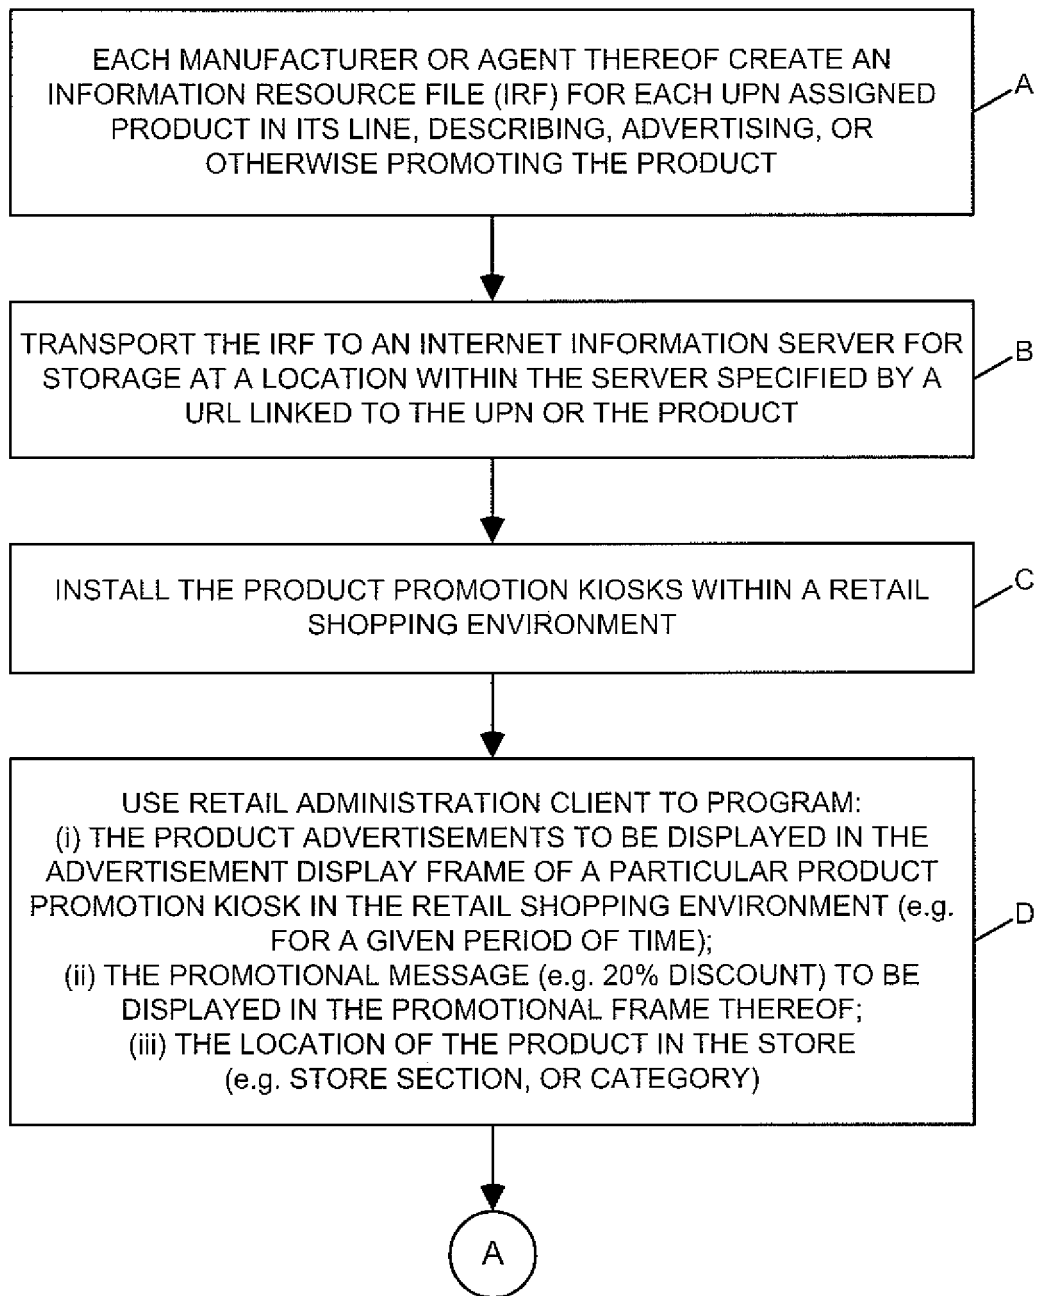 EACH MANUFACTURER OR AGENT THEREOF CREATE AN
INFORMATION RESOURCE FILE (IRF) FOR EACH UPN ASSIGNED
PRODUCT IN ITS LINE, DESCRIBING, ADVERTISING, OR
OTHERWISE PROMOTING THE PRODUCT
A
TRANSPORT THE IRF TO AN INTERNET INFORMATION SERVER FOR
STORAGE AT A LOCATION WITHIN THE SERVER SPECIFIED BY A
URL LINKED TO THE UPN OR THE PRODUCT
B
INSTALL THE PRODUCT PROMOTION KIOSKS WITHIN A RETAIL
SHOPPING ENVIRONMENT
C
USE RETAIL ADMINISTRATION CLIENT TO PROGRAM:
(i) THE PRODUCT ADVERTISEMENTS TO BE DISPLAYED IN THE
ADVERTISEMENT DISPLAY FRAME OF A PARTICULAR PRODUCT
PROMOTION KIOSK IN THE RETAIL SHOPPING ENVIRONMENT (e.g.
FOR A GIVEN PERIOD OF TIME);
(ii) THE PROMOTIONAL MESSAGE (e.g. 20% DISCOUNT) TO BE
DISPLAYED IN THE PROMOTIONAL FRAME THEREOF;
(iii) THE LOCATION OF THE PRODUCT IN THE STORE
(e.g. STORE SECTION, OR CATEGORY)
D
A